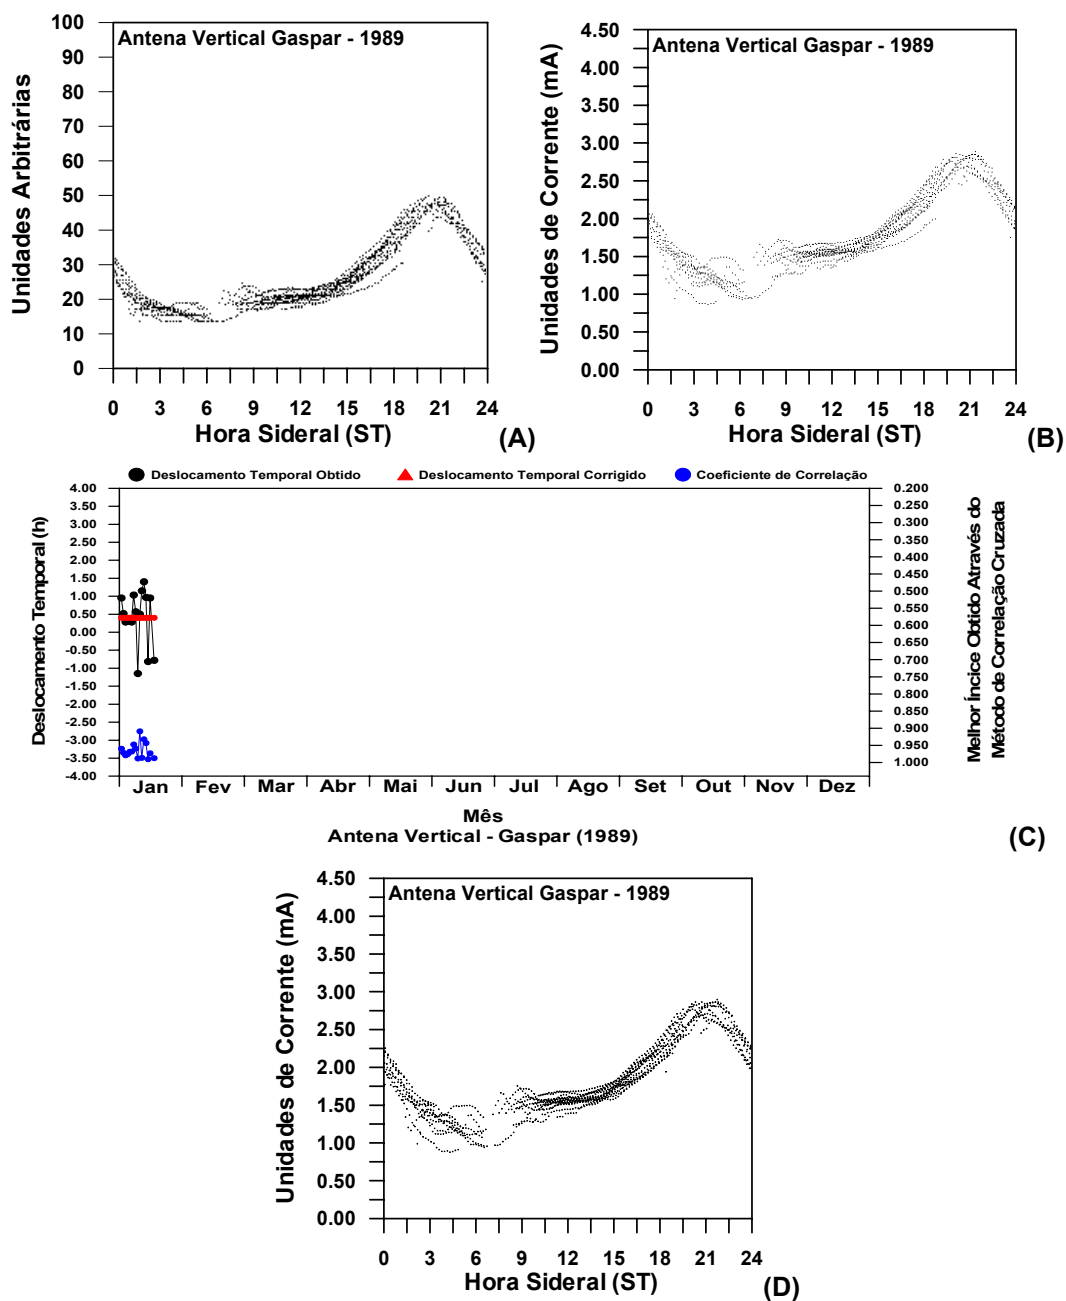 Antena Vertical Gaspar - 1989
Unidades Arbitrárias
100
90
80
70
60
50
40
30
20
10
0
0 3 6 9 12 15 18 21 24
Hora Sideral (ST)
(A)
Antena Vertical Gaspar - 1989
Unidades de Corrente (mA)
4.50
4.00
3.50
3.00
2.50
2.00
1.50
1.00
0.50
0.00
0 3 6 9 12 15 18 21 24
Hora Sideral (ST)
(B)
Deslocamento Temporal Obtido
Deslocamento Temporal Corrigido
Coeficiente de Correlação
Deslocamento Temporal (h)
4.00
3.50
3.00
2.50
2.00
1.50
1.00
0.50
0.00
-0.50
-1.00
-1.50
-2.00
-2.50
-3.00
-3.50
-4.00
0.200
0.250
0.300
0.350
0.400
0.450
0.500
0.550
0.600
0.650
0.700
0.750
0.800
0.850
0.900
0.950
1.000
Melhor Íncice Obtido Através do
Método de Correlação Cruzada
Jan Fev Mar Abr Mai Jun Jul Ago Set Out Nov Dez
Mês
Antena Vertical - Gaspar (1989)
(C)
Antena Vertical Gaspar - 1989
Unidades de Corrente (mA)
4.50
4.00
3.50
3.00
2.50
2.00
1.50
1.00
0.50
0.00
0 3 6 9 12 15 18 21 24
Hora Sideral (ST)
(D)